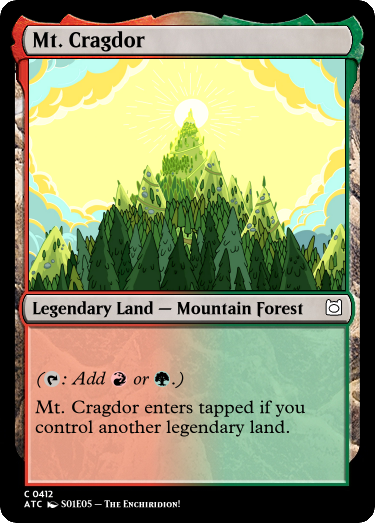 Mt. Cragdor
Legendary Land — Mountain Forest
(: Add or .)
Mt. Cragdor enters tapped if you
control another legendary land.
C 0412
ATC S01E05 — The Enchiridion!